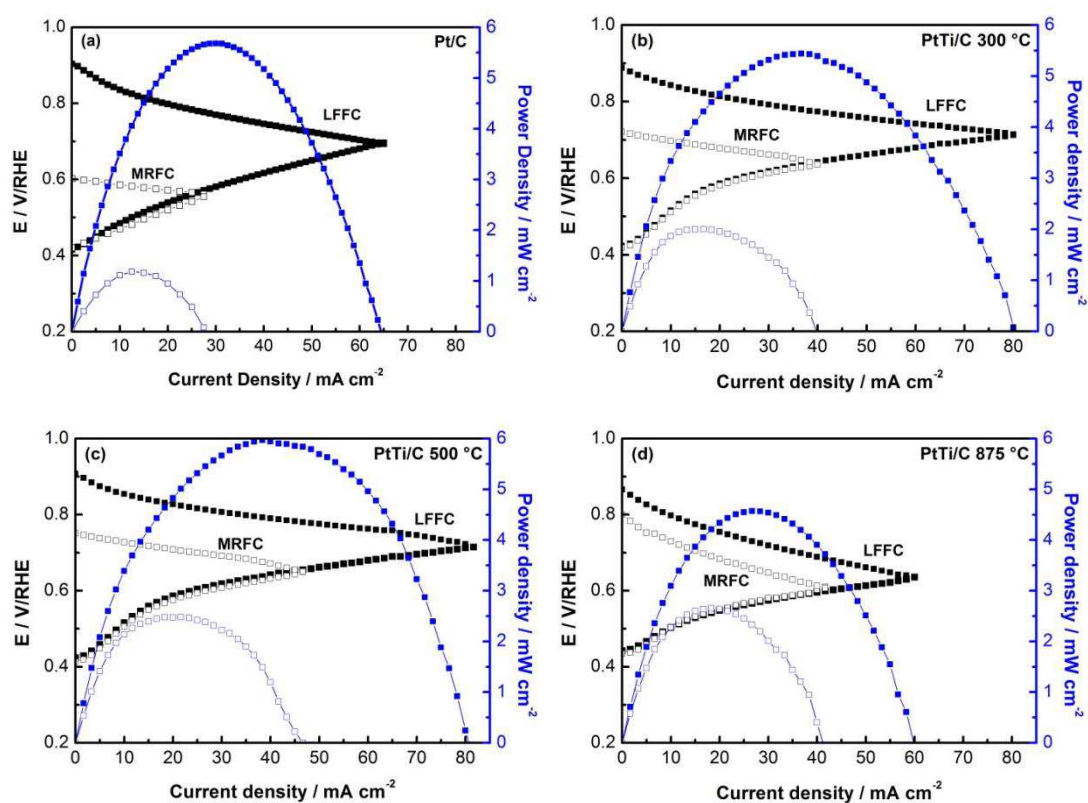 (a)
Pt/C
LFFC
MRFC
1.0
0.8
0.6
0.4
0.2
E / V/RHE
0 10 20 30 40 50 60 70 80
Current Density / mA cm⁻²
6
5
4
3
2
1
0
Power Density / mW cm⁻²
(b)
PtTi/C 300 °C
LFFC
MRFC
1.0
0.8
0.6
0.4
0.2
E / V/RHE
0 10 20 30 40 50 60 70 80
Current density / mA cm⁻²
6
5
4
3
2
1
0
Power density / mW cm⁻²
(c)
PtTi/C 500 °C
LFFC
MRFC
1.0
0.8
0.6
0.4
0.2
E / V/RHE
0 10 20 30 40 50 60 70 80
Current density / mA cm⁻²
6
5
4
3
2
1
0
Power density / mW cm⁻²
(d)
PtTi/C 875 °C
LFFC
MRFC
1.0
0.8
0.6
0.4
0.2
E / V/RHE
0 10 20 30 40 50 60 70 80
Current density / mA cm⁻²
6
5
4
3
2
1
0
Power density / mW cm⁻²